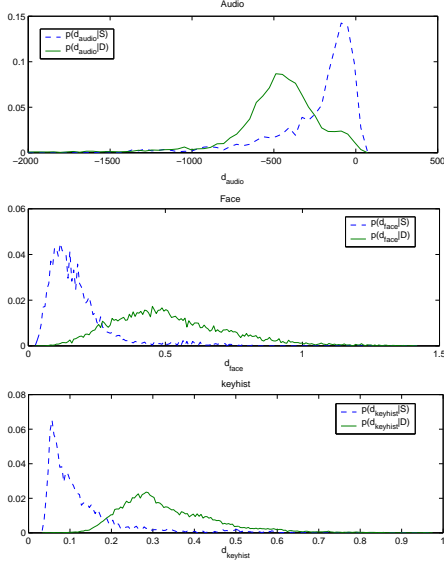 Audio
p(d_audio|S)
p(d_audio|D)
0.15
0.1
0.05
0
−2000 −1500 −1000 −500 0 500
d_audio
Face
p(d_face|S)
p(d_face|D)
0.06
0.04
0.02
0
0 0.5 1 1.5
d_face
keyhist
p(d_keyhist|S)
p(d_keyhist|D)
0.08
0.06
0.04
0.02
0
0 0.1 0.2 0.3 0.4 0.5 0.6 0.7 0.8 0.9 1
d_keyhist